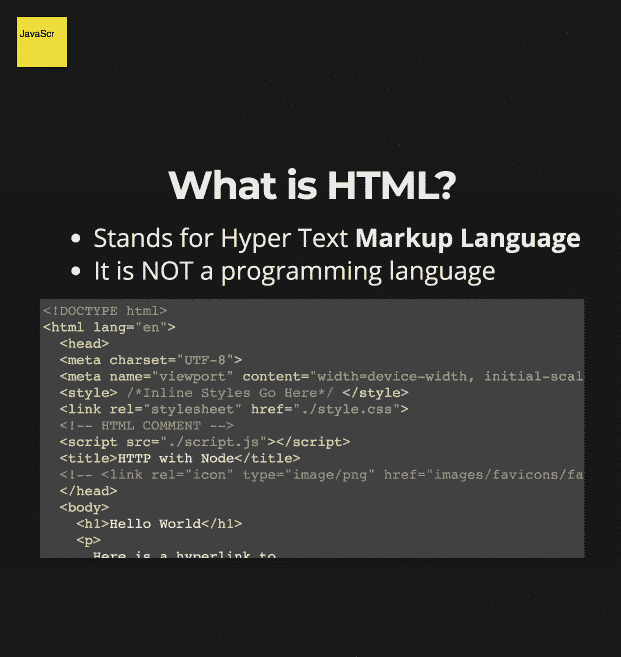 JavaScr
What is HTML?
• Stands for Hyper Text Markup Language
• It is NOT a programming language
<!DOCTYPE html>
<html lang="en">
  <head>
  <meta charset="UTF-8">
  <meta name="viewport" content="width=device-width, initial-scal
  <style> /*Inline Styles Go Here*/ </style>
  <link rel="stylesheet" href="./style.css">
  <!-- HTML COMMENT -->
  <script src="./script.js"></script>
  <title>HTTP with Node</title>
  <!-- <link rel="icon" type="image/png" href="images/favicons/fa
  </head>
  <body>
    <h1>Hello World</h1>
    <p>
      Here is a hyperlink to